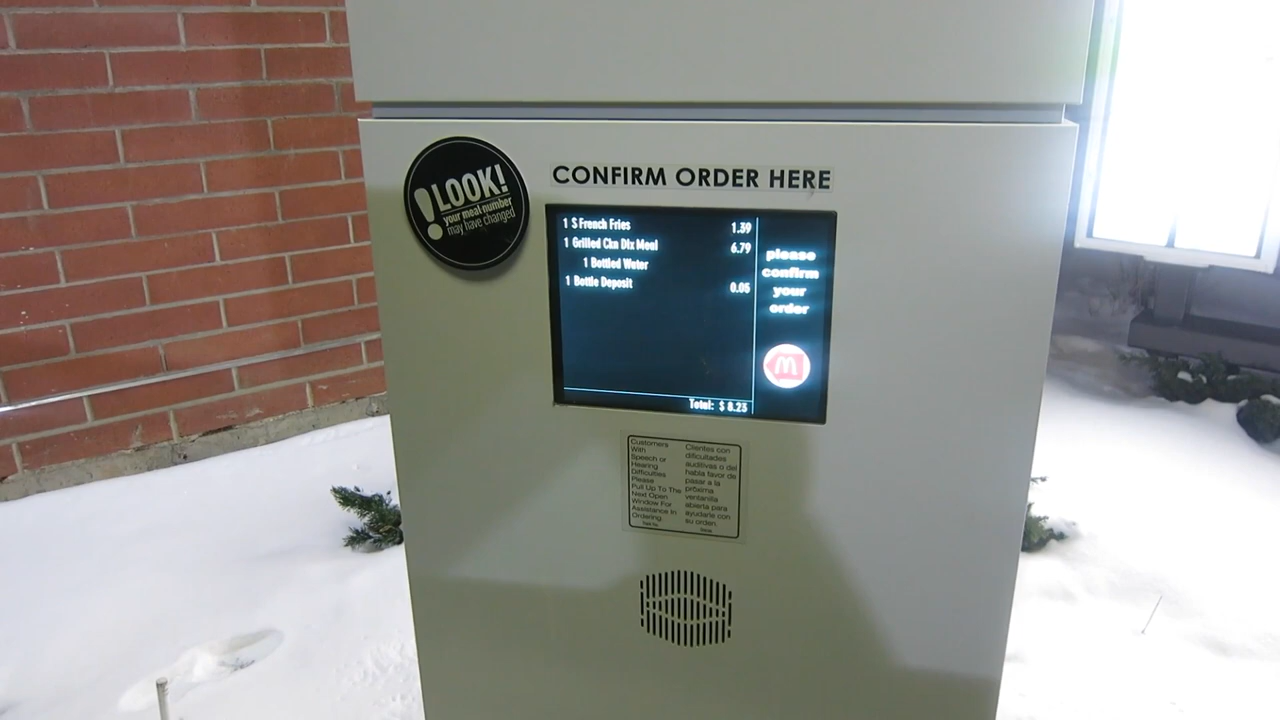 !LOOK!
your meal number
may have changed
CONFIRM ORDER HERE
1 S French Fries 1.39
1 Grilled Ckn Dlx Meal 6.79
1 Bottled Water
1 Bottle Deposit 0.05
Total: $ 8.23
please
confirm
your
order
Customers
With
Speech or
Hearing
Difficulties
Please
Pull Up To The
Next Open
Window For
Assistance In
Ordering.
Clientes con
dificultades
auditivas o del
habla favor de
pasar a la
próxima
ventanilla
abierta para
ayudarle con
su orden.